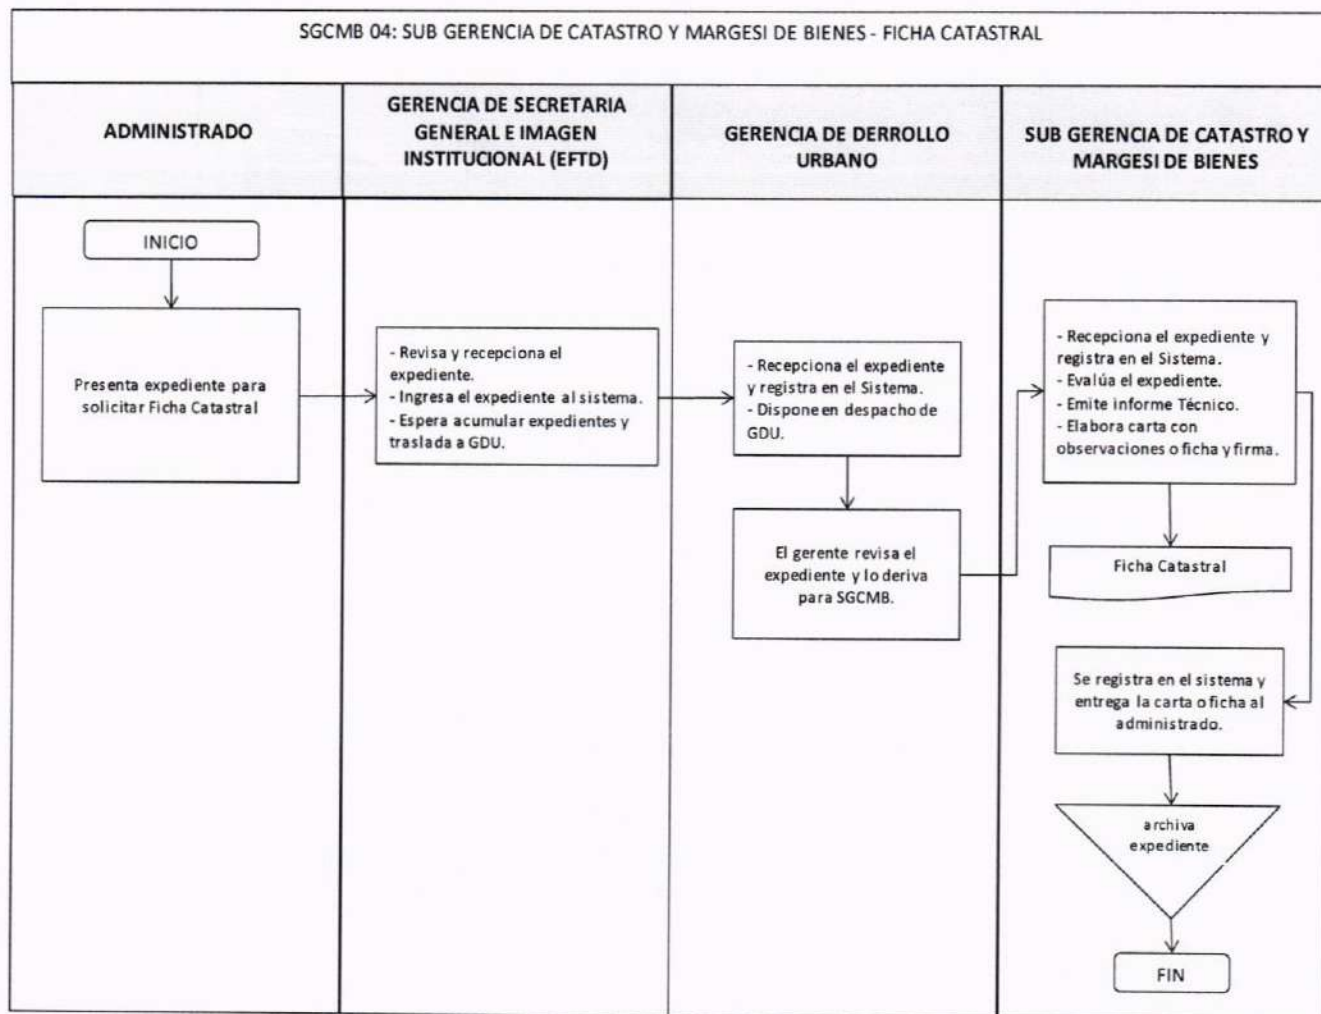 SGCMB 04: SUB GERENCIA DE CATASTRO Y MARGESI DE BIENES - FICHA CATASTRAL
ADMINISTRADO
GERENCIA DE SECRETARIA
GENERAL E IMAGEN
INSTITUCIONAL (EFTD)
GERENCIA DE DERROLLO
URBANO
SUB GERENCIA DE CATASTRO Y
MARGESI DE BIENES
INICIO
Presenta expediente para
solicitar Ficha Catastral
- Revisa y recepciona el
expediente.
- Ingresa el expediente al sistema.
- Espera acumular expedientes y
traslada a GDU.
- Recepciona el expediente
y registra en el Sistema.
- Dispone en despacho de
GDU.
El gerente revisa el
expediente y lo deriva
para SGCMB.
- Recepciona el expediente y
registra en el Sistema.
- Evalúa el expediente.
- Emite informe Técnico.
- Elabora carta con
observaciones o ficha y firma.
Ficha Catastral
Se registra en el sistema y
entrega la carta o ficha al
administrado.
archiva
expediente
FIN